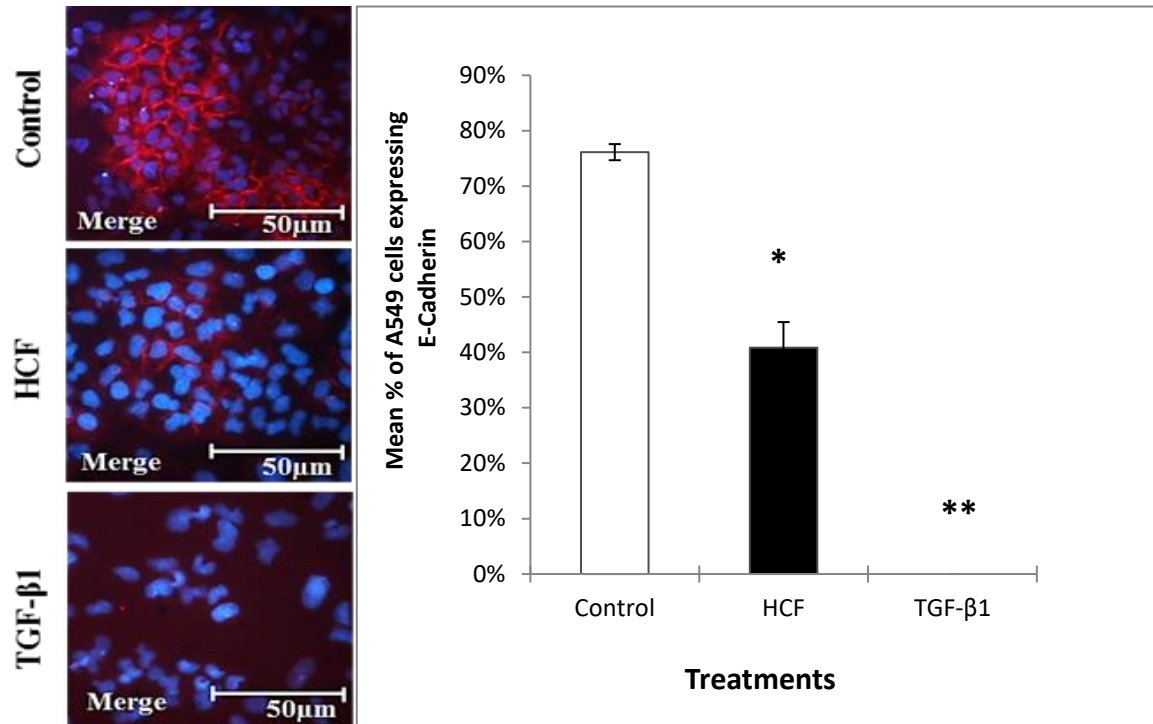 Control
Merge
50µm
HCF
Merge
50µm
TGF-β1
Merge
50µm
Mean % of A549 cells expressing
E-Cadherin
90%
80%
70%
60%
50%
40%
30%
20%
10%
0%
*
**
Control HCF TGF-β1
Treatments